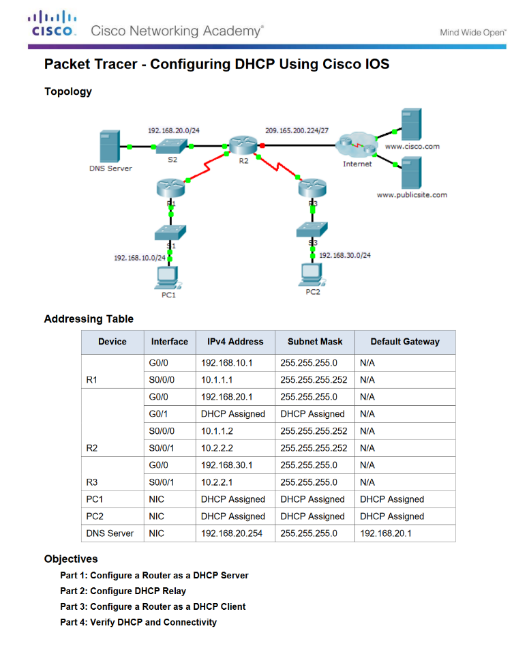 CISCO. Cisco Networking Academy® Mind Wide Open®
Packet Tracer - Configuring DHCP Using Cisco IOS
Topology
192.168.20.0/24 209.165.200.224/27
www.cisco.com
DNS Server S2 R2 Internet
www.publicsite.com
R1 R3
S1 S3
192.168.10.0/24 192.168.30.0/24
PC1 PC2
Addressing Table
Device Interface IPv4 Address Subnet Mask Default Gateway
G0/0 192.168.10.1 255.255.255.0 N/A
R1 S0/0/0 10.1.1.1 255.255.255.252 N/A
G0/0 192.168.20.1 255.255.255.0 N/A
G0/1 DHCP Assigned DHCP Assigned N/A
S0/0/0 10.1.1.2 255.255.255.252 N/A
R2 S0/0/1 10.2.2.2 255.255.255.252 N/A
G0/0 192.168.30.1 255.255.255.0 N/A
R3 S0/0/1 10.2.2.1 255.255.255.0 N/A
PC1 NIC DHCP Assigned DHCP Assigned DHCP Assigned
PC2 NIC DHCP Assigned DHCP Assigned DHCP Assigned
DNS Server NIC 192.168.20.254 255.255.255.0 192.168.20.1
Objectives
Part 1: Configure a Router as a DHCP Server
Part 2: Configure DHCP Relay
Part 3: Configure a Router as a DHCP Client
Part 4: Verify DHCP and Connectivity